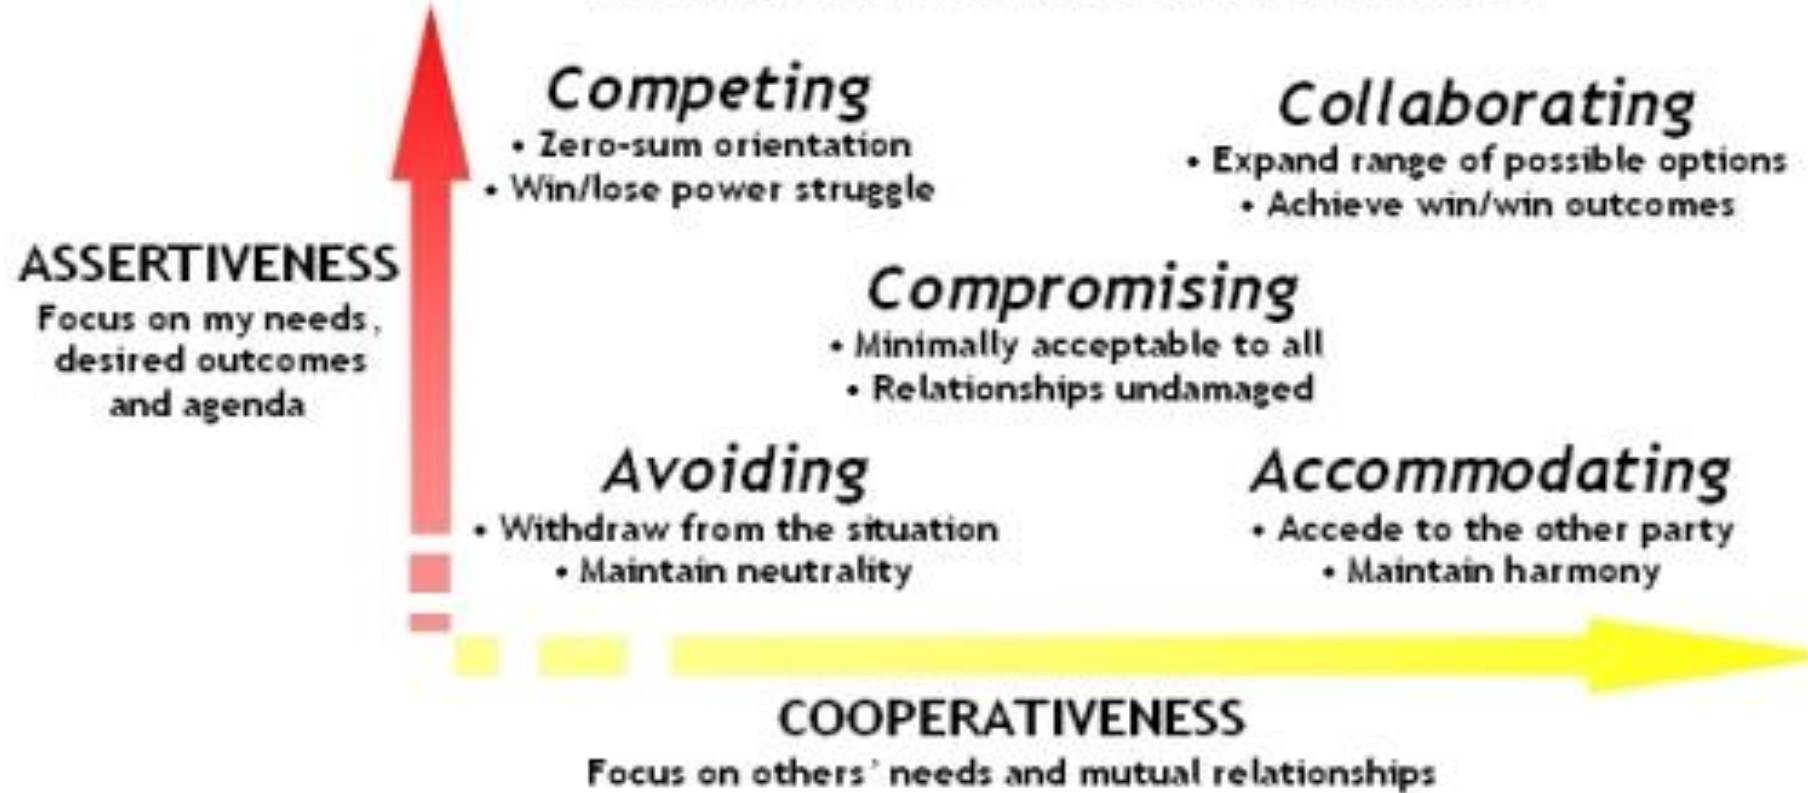 Competing
• Zero-sum orientation
• Win/lose power struggle
Collaborating
• Expand range of possible options
• Achieve win/win outcomes
ASSERTIVENESS
Focus on my needs,
desired outcomes
and agenda
Compromising
• Minimally acceptable to all
• Relationships undamaged
Avoiding
• Withdraw from the situation
• Maintain neutrality
Accommodating
• Accede to the other party
• Maintain harmony
COOPERATIVENESS
Focus on others' needs and mutual relationships